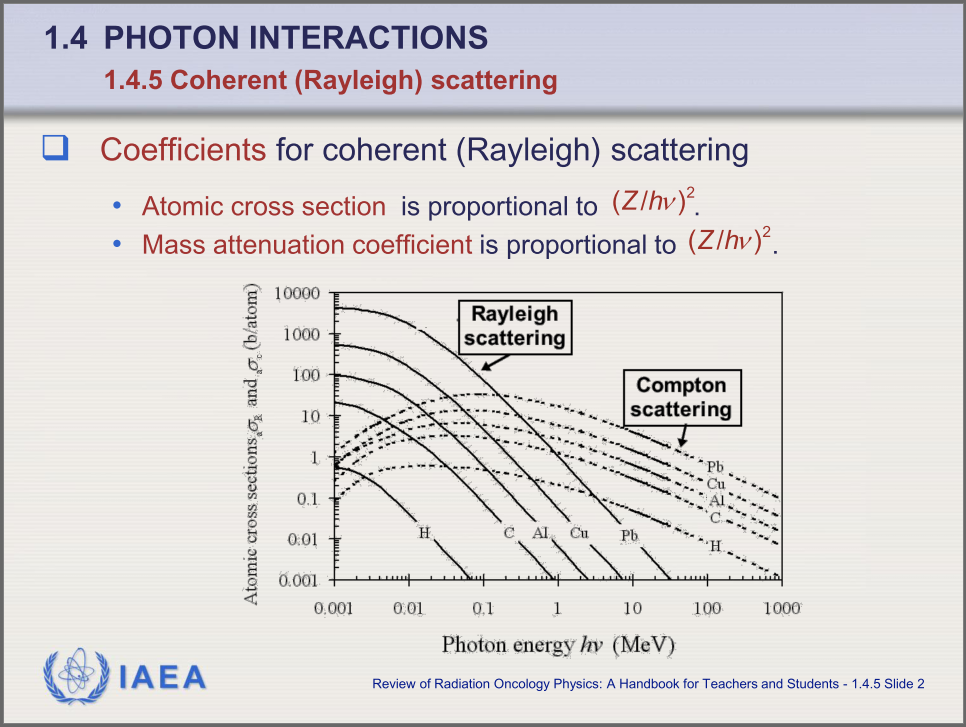 1.4 PHOTON INTERACTIONS
1.4.5 Coherent (Rayleigh) scattering
❑ Coefficients for coherent (Rayleigh) scattering
• Atomic cross section is proportional to (Z/hν)².
• Mass attenuation coefficient is proportional to (Z/hν)².
Atomic cross sections ₐσ_R and ₐσ_c (b/atom)
10000
1000
100
10
1
0.1
0.01
0.001
Rayleigh
scattering
Compton
scattering
Pb
Cu
Al
C
H
H C Al Cu Pb
0.001 0.01 0.1 1 10 100 1000
Photon energy hν (MeV)
IAEA
Review of Radiation Oncology Physics: A Handbook for Teachers and Students - 1.4.5 Slide 2